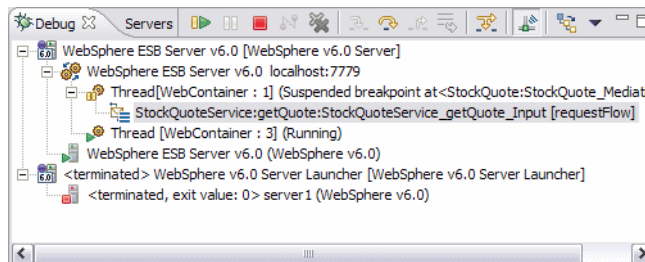 Debug Servers
WebSphere ESB Server v6.0 [WebSphere v6.0 Server]
WebSphere ESB Server v6.0 localhost:7779
Thread[WebContainer : 1] (Suspended breakpoint at<StockQuote:StockQuote_Mediat
StockQuoteService:getQuote:StockQuoteService_getQuote_Input [requestFlow]
Thread [WebContainer : 3] (Running)
WebSphere ESB Server v6.0 (WebSphere v6.0)
<terminated> WebSphere v6.0 Server Launcher [WebSphere v6.0 Server Launcher]
<terminated, exit value: 0> server1 (WebSphere v6.0)